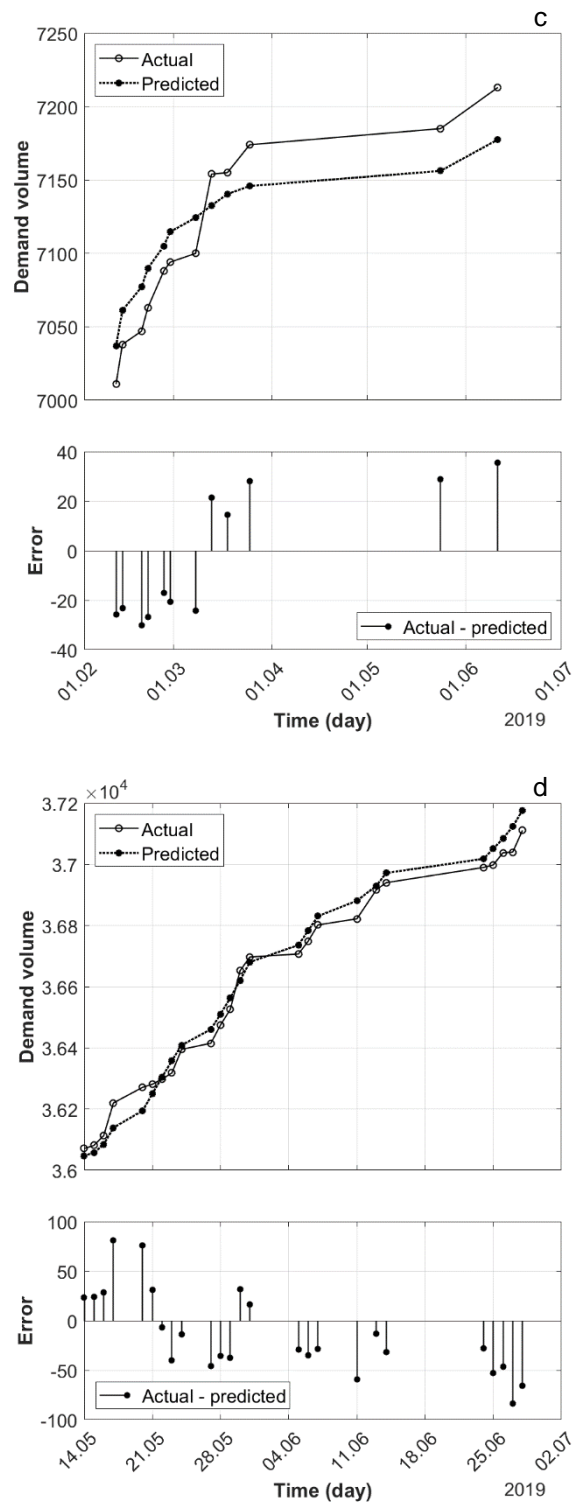 c
7250
Actual
Predicted
7200
7150
7100
7050
7000
Demand volume
40
20
0
-20
-40
Error
Actual - predicted
01.02
01.03
01.04
01.05
01.06
01.07
Time (day)
2019
d
×10⁴
3.72
Actual
Predicted
3.7
3.68
3.66
3.64
3.62
3.6
Demand volume
100
50
0
-50
-100
Error
Actual - predicted
14.05
21.05
28.05
04.06
11.06
18.06
25.06
02.07
Time (day)
2019